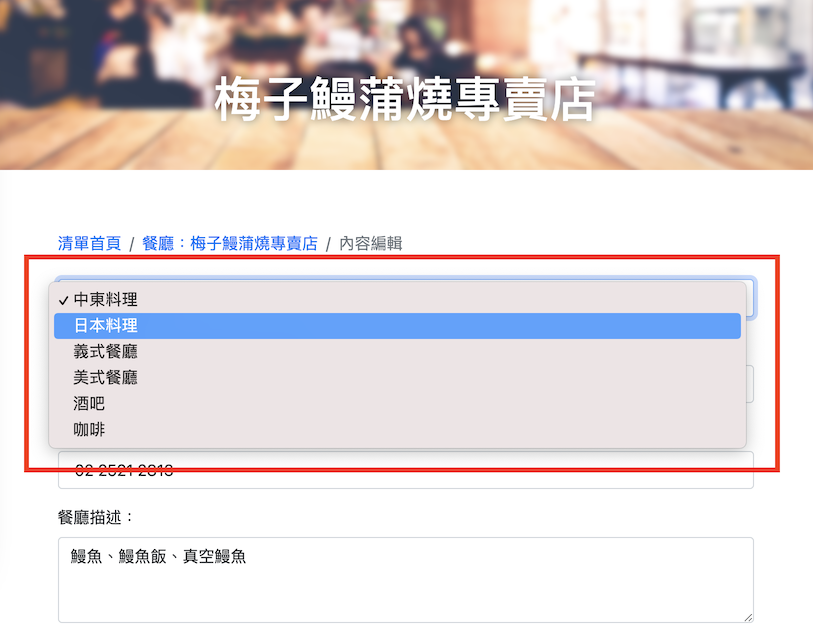 梅子鰻蒲燒專賣店
清單首頁 / 餐廳：梅子鰻蒲燒專賣店 / 內容編輯
✓ 中東料理
日本料理
義式餐廳
美式餐廳
酒吧
咖啡
02 2521 2813
餐廳描述：
鰻魚、鰻魚飯、真空鰻魚